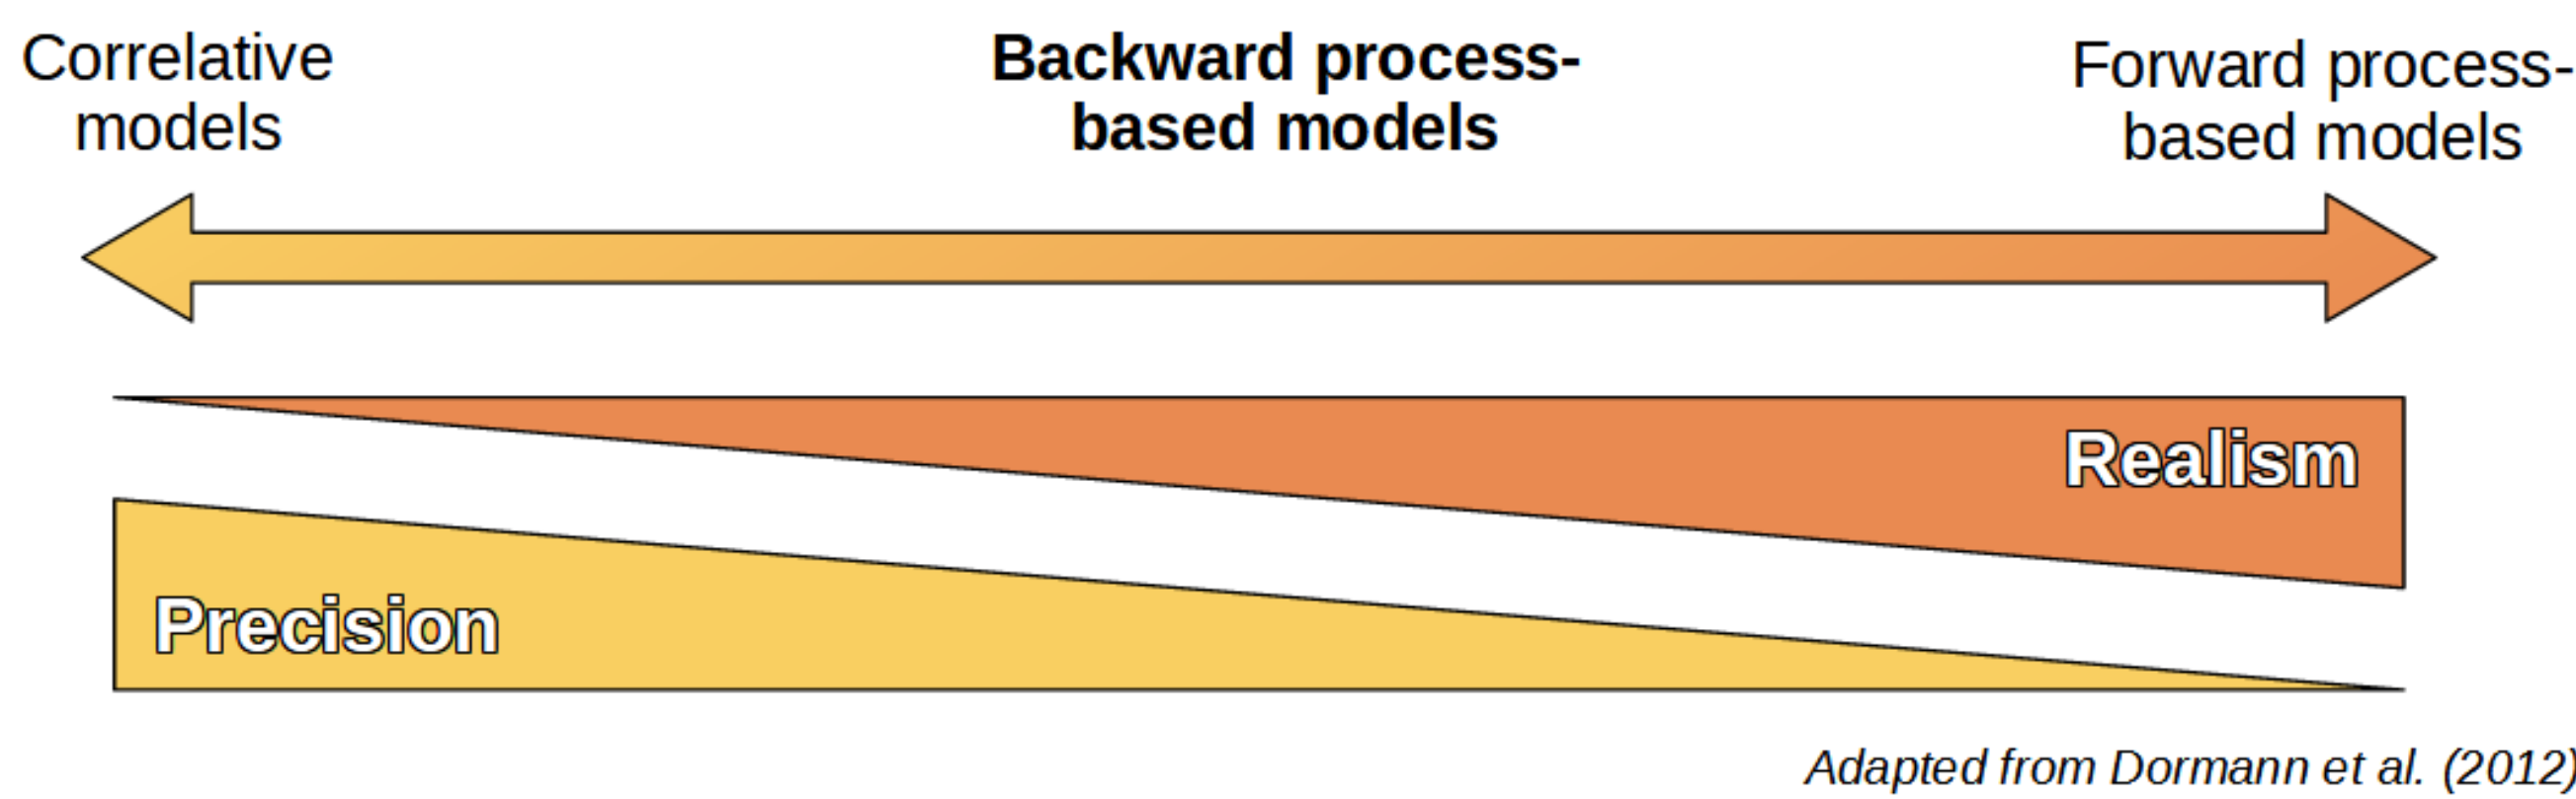 Correlative
models
Backward process-
based models
Forward process-
based models
Realism
Precision
Adapted from Dormann et al. (2012)